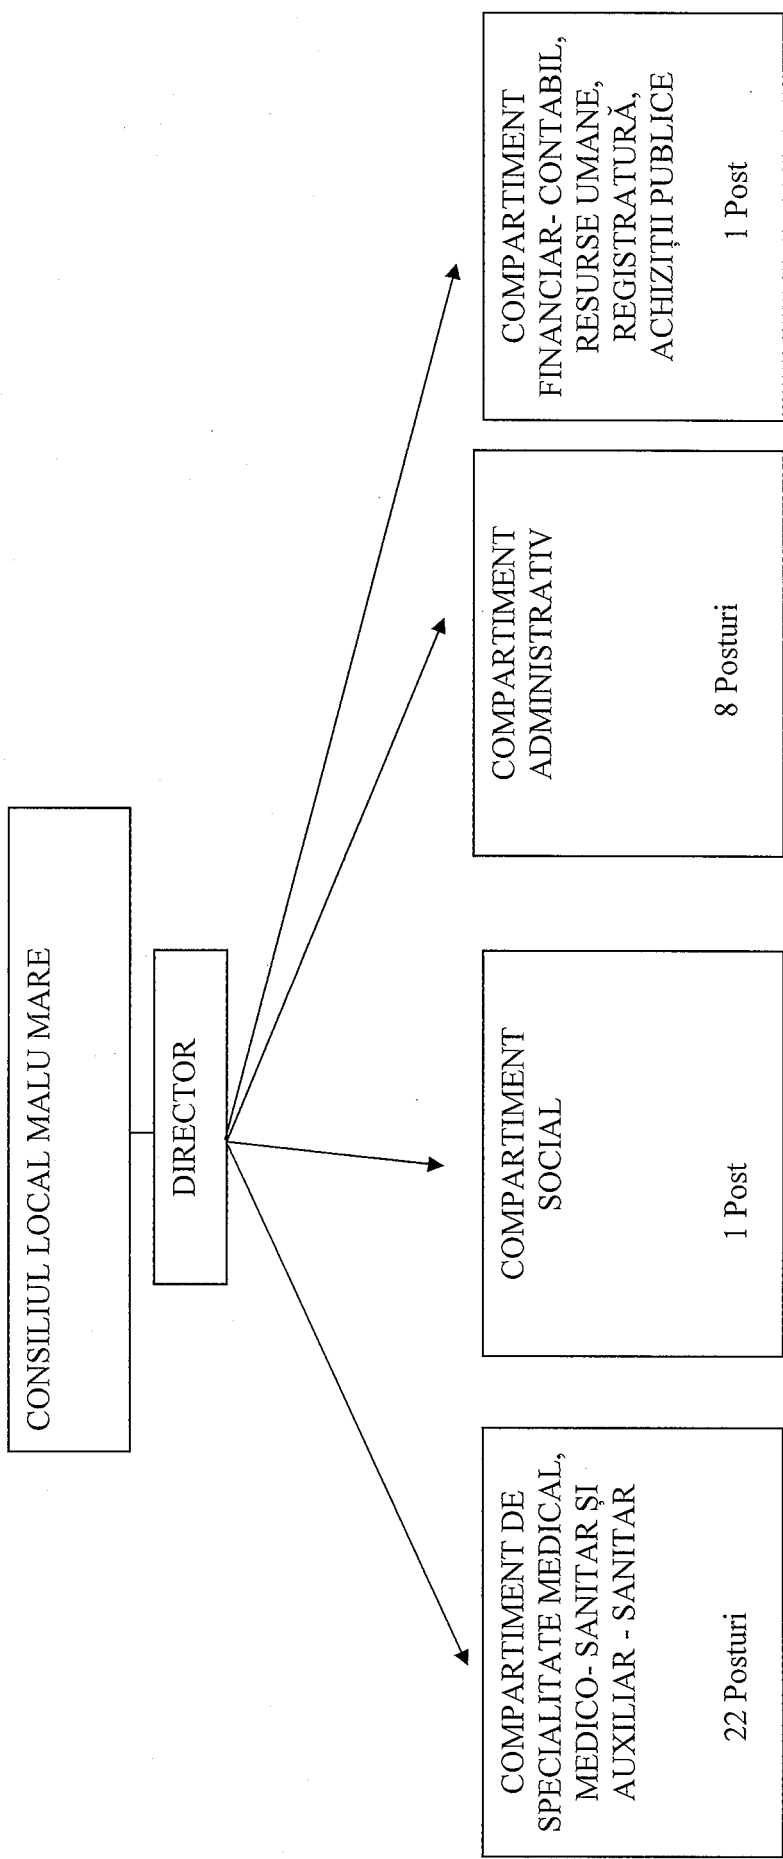 CONSILIUL LOCAL MALU MARE
DIRECTOR
COMPARTIMENT DE
SPECIALITATE MEDICAL,
MEDICO- SANITAR ȘI
AUXILIAR - SANITAR
22 Posturi
COMPARTIMENT
SOCIAL
1 Post
COMPARTIMENT
ADMINISTRATIV
8 Posturi
COMPARTIMENT
FINANCIAR- CONTABIL,
RESURSE UMANE,
REGISTRATURĂ,
ACHIZIȚII PUBLICE
1 Post